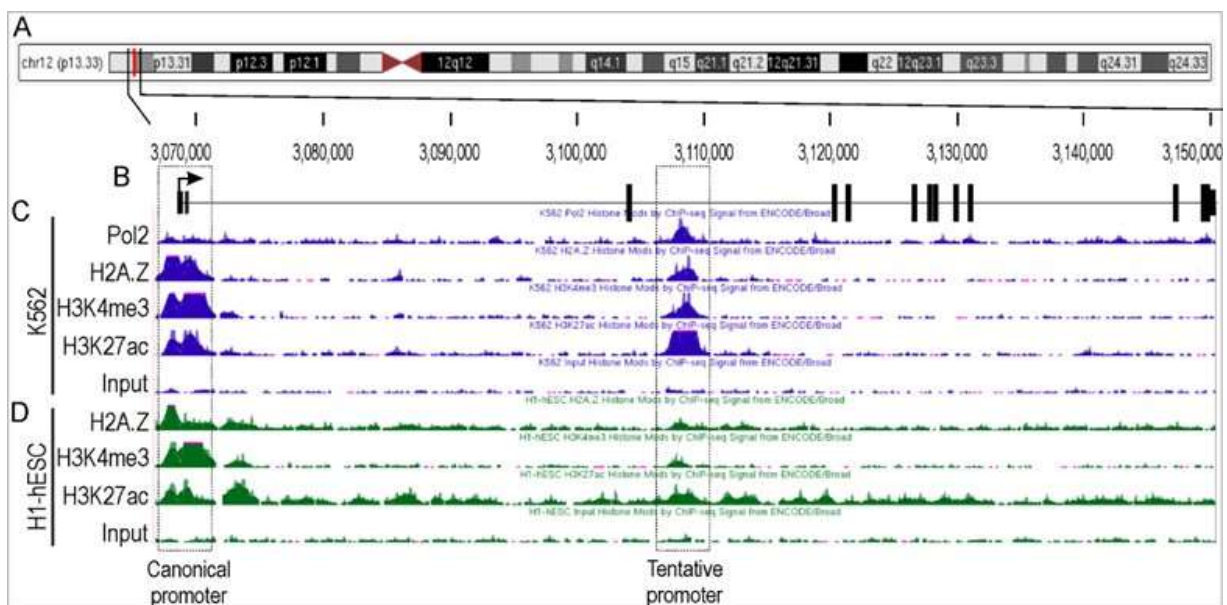 A
chr12 (p13.33) p13.31 p12.3 p12.1 12q12 q14.1 q15 q21.1 q21.2 12q21.31 q22 12q23.1 q23.3 q24.31 q24.33
3,070,000 3,080,000 3,090,000 3,100,000 3,110,000 3,120,000 3,130,000 3,140,000 3,150,000
B
C
K562 Pol2 Histone Mods by ChIP-seq Signal from ENCODE/Broad
Pol2
K562 H2A.Z Histone Mods by ChIP-seq Signal from ENCODE/Broad
H2A.Z
K562 H3K4me3 Histone Mods by ChIP-seq Signal from ENCODE/Broad
H3K4me3
K562
K562 H3K27ac Histone Mods by ChIP-seq Signal from ENCODE/Broad
H3K27ac
K562 Input Histone Mods by ChIP-seq Signal from ENCODE/Broad
Input
D
H1-hESC H2A.Z Histone Mods by ChIP-seq Signal from ENCODE/Broad
H2A.Z
H1-hESC H3K4me3 Histone Mods by ChIP-seq Signal from ENCODE/Broad
H3K4me3
H1-hESC
H1-hESC H3K27ac Histone Mods by ChIP-seq Signal from ENCODE/Broad
H3K27ac
H1-hESC Input Histone Mods by ChIP-seq Signal from ENCODE/Broad
Input
Canonical
promoter
Tentative
promoter